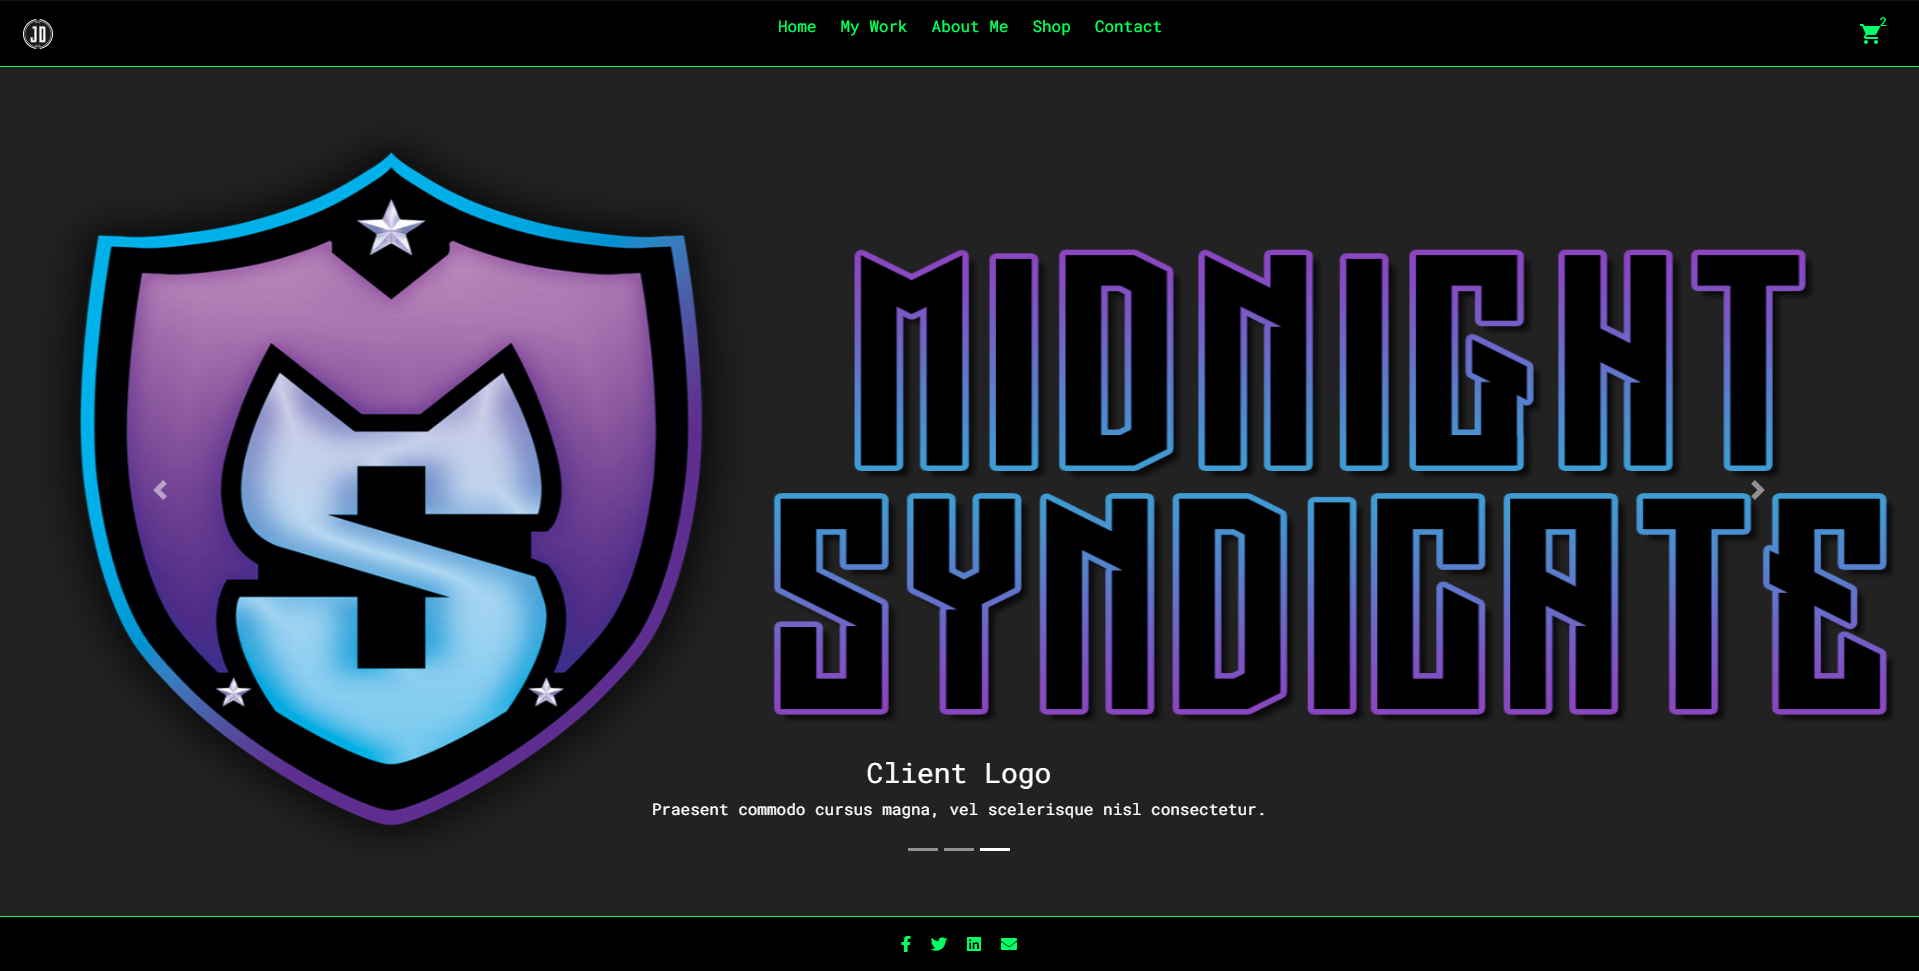 JD
Home My Work About Me Shop Contact
2
MS
MIDNIGHT
SYNDICATE
Client Logo
Praesent commodo cursus magna, vel scelerisque nisl consectetur.